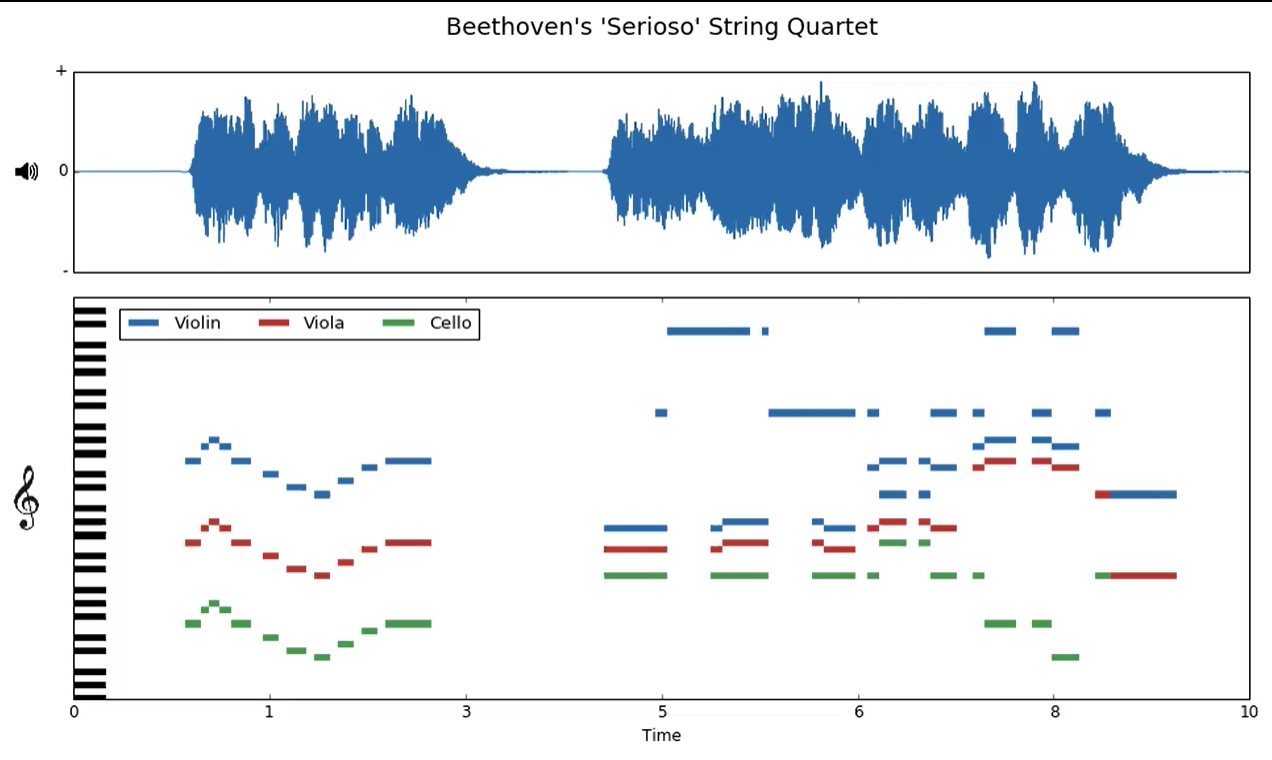 Beethoven's 'Serioso' String Quartet
+
0
-
Violin Viola Cello
0 1 3 5 6 8 10
Time